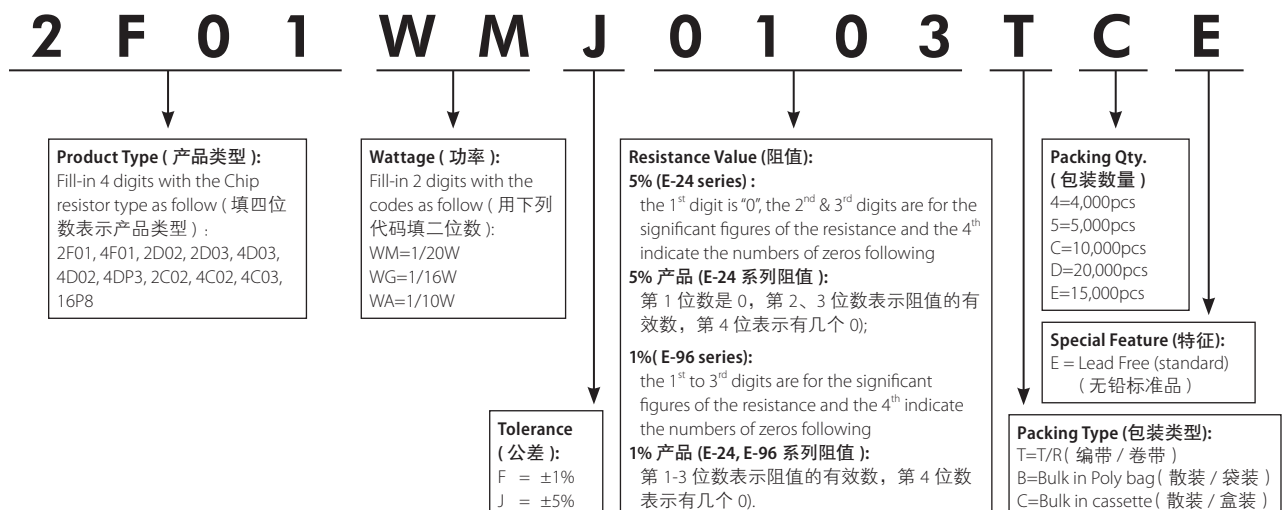 2 F 0 1 W M J 0 1 0 3 T C E
Product Type ( 产品类型 ):
Fill-in 4 digits with the Chip
resistor type as follow ( 填四位
数表示产品类型 ) :
2F01, 4F01, 2D02, 2D03, 4D03,
4D02, 4DP3, 2C02, 4C02, 4C03,
16P8
Wattage ( 功率 ):
Fill-in 2 digits with the
codes as follow ( 用下列
代码填二位数 ):
WM=1/20W
WG=1/16W
WA=1/10W
Tolerance
( 公差 ):
F = ±1%
J = ±5%
Resistance Value (阻值):
5% (E-24 series) :
the 1st digit is "0", the 2nd & 3rd digits are for the
significant figures of the resistance and the 4th
indicate the numbers of zeros following
5% 产品 (E-24 系列阻值 ):
第 1 位数是 0，第 2、3 位数表示阻值的有
效数，第 4 位表示有几个 0);
1%( E-96 series):
the 1st to 3rd digits are for the significant
figures of the resistance and the 4th indicate
the numbers of zeros following
1% 产品 (E-24, E-96 系列阻值 ):
第 1-3 位数表示阻值的有效数，第 4 位数
表示有几个 0).
Packing Qty.
( 包装数量 )
4=4,000pcs
5=5,000pcs
C=10,000pcs
D=20,000pcs
E=15,000pcs
Special Feature (特征):
E = Lead Free (standard)
( 无铅标准品 )
Packing Type (包装类型):
T=T/R( 编带 / 卷带 )
B=Bulk in Poly bag( 散装 / 袋装 )
C=Bulk in cassette( 散装 / 盒装 )